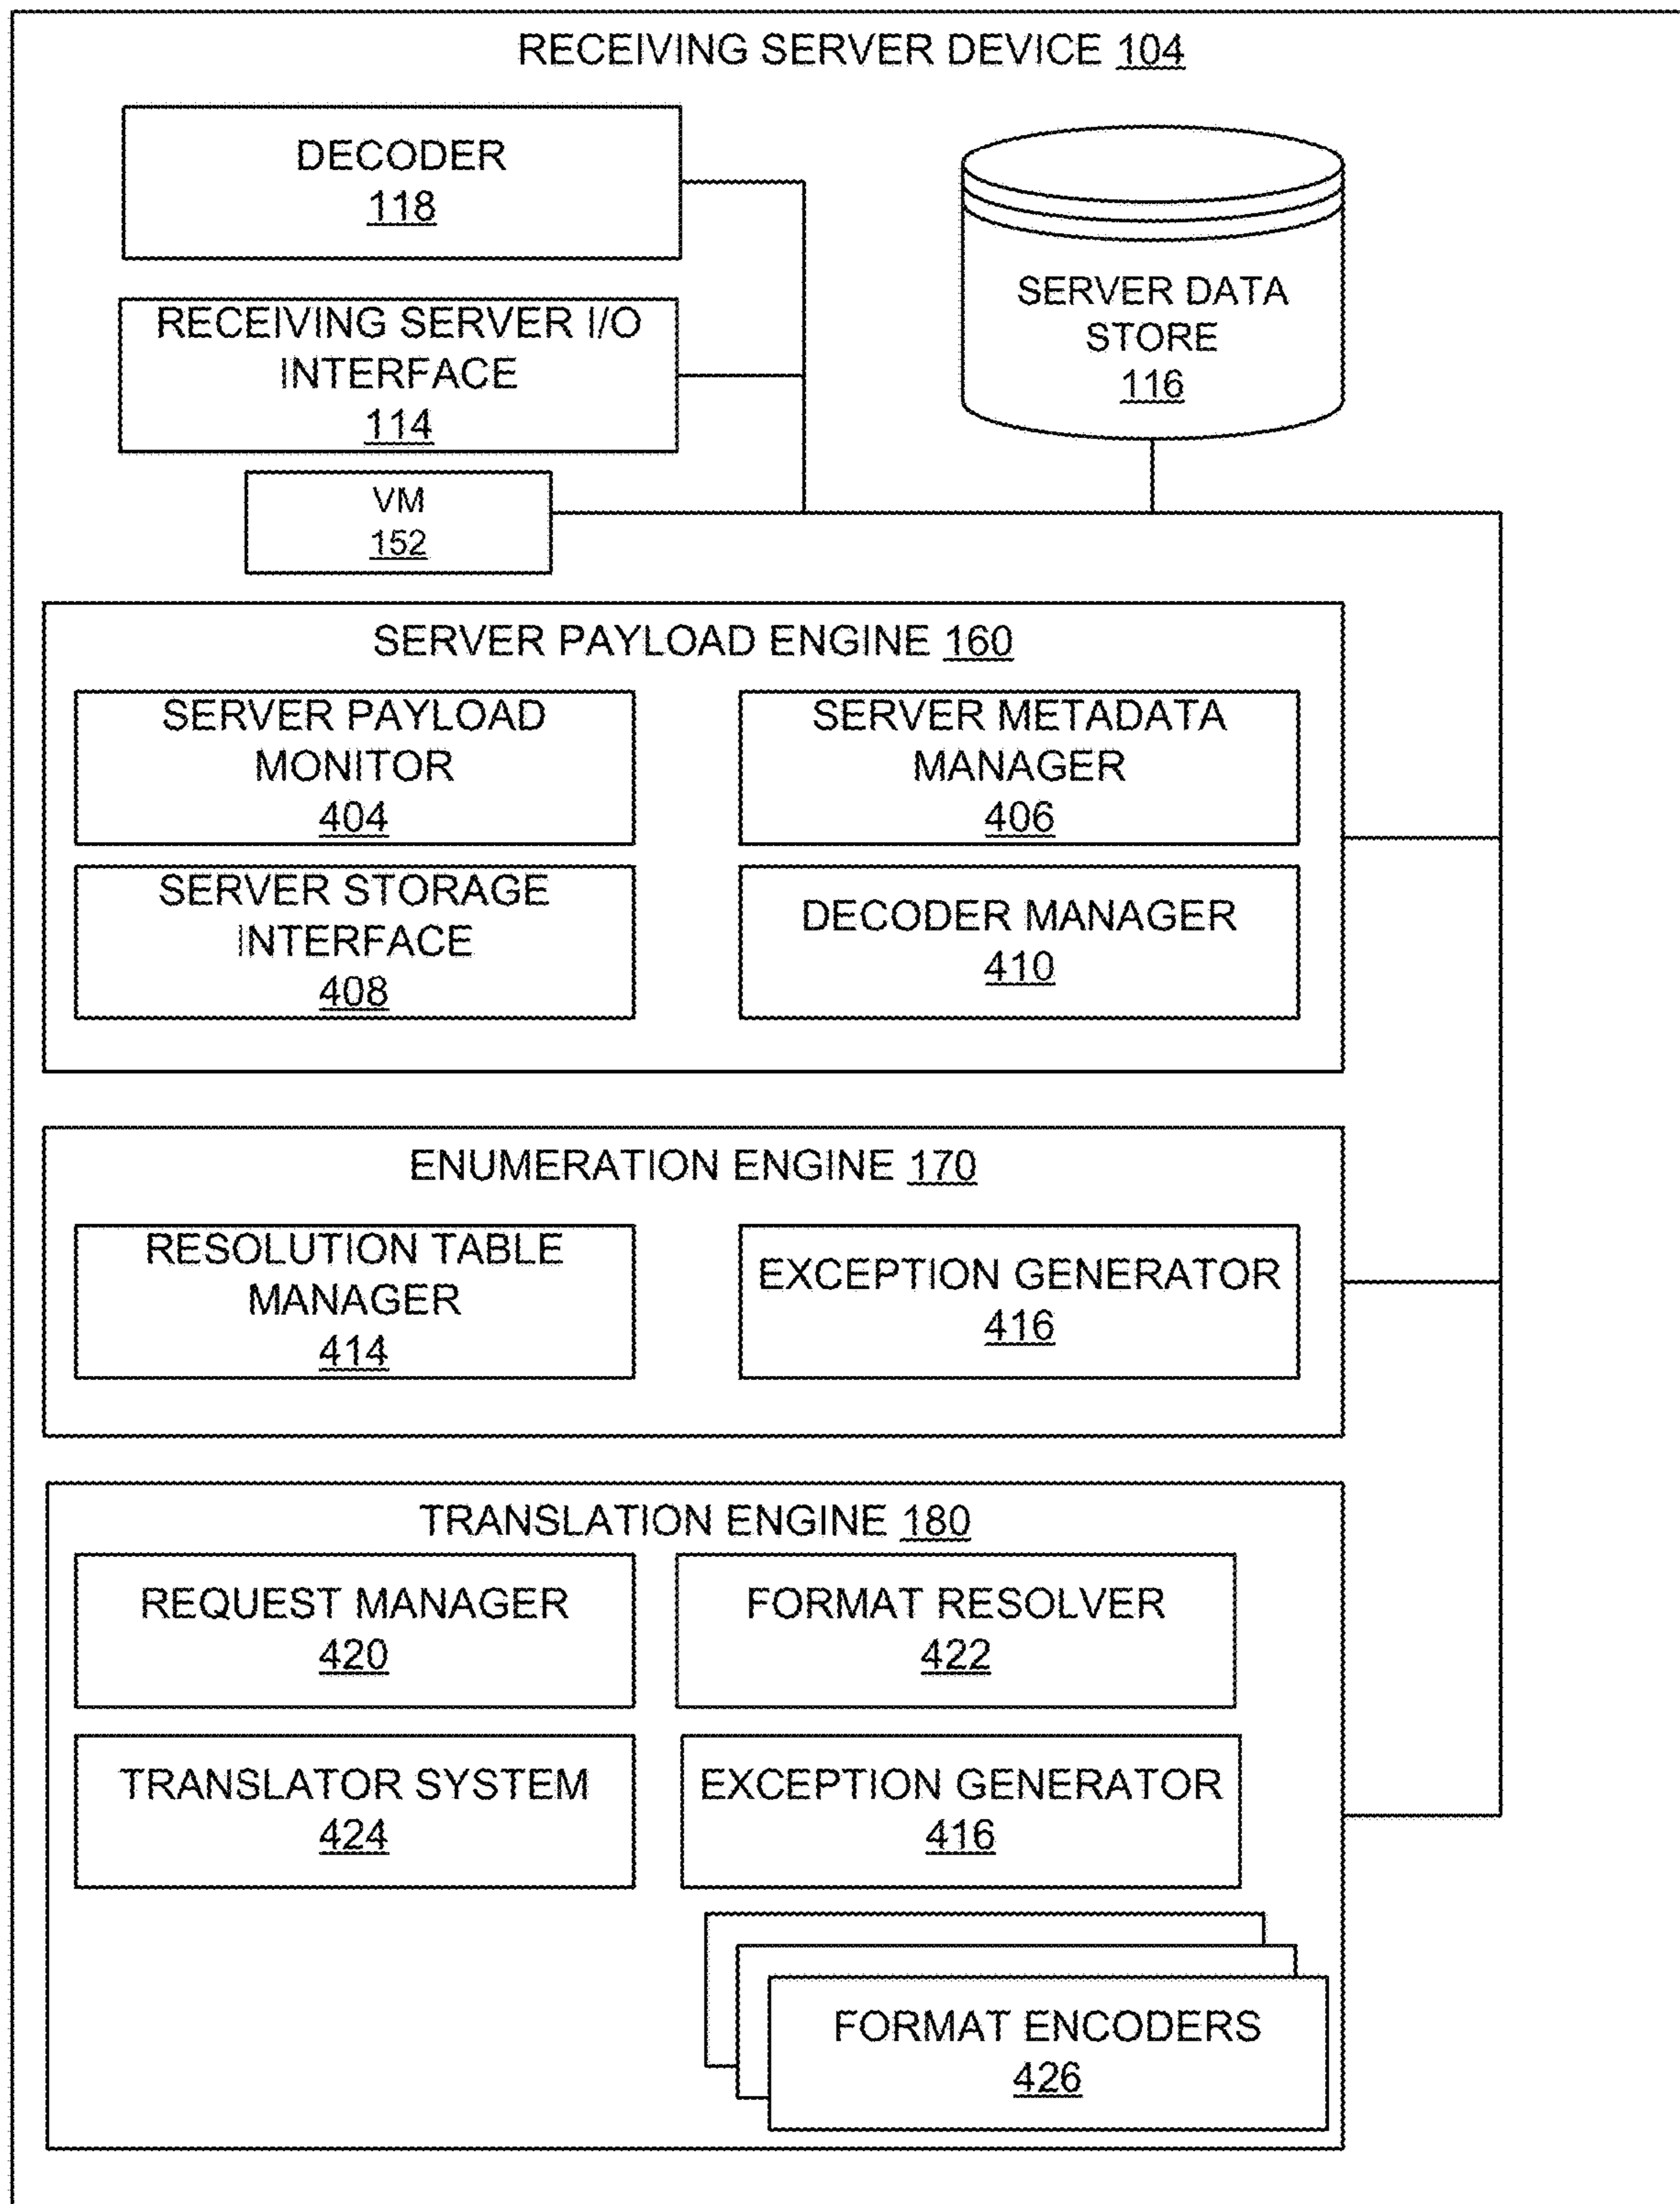 RECEIVING SERVER DEVICE 104
DECODER
118
SERVER DATA
STORE
116
RECEIVING SERVER I/O
INTERFACE
114
VM
152
SERVER PAYLOAD ENGINE 160
SERVER PAYLOAD
MONITOR
404
SERVER METADATA
MANAGER
406
SERVER STORAGE
INTERFACE
408
DECODER MANAGER
410
ENUMERATION ENGINE 170
RESOLUTION TABLE
MANAGER
414
EXCEPTION GENERATOR
416
TRANSLATION ENGINE 180
REQUEST MANAGER
420
FORMAT RESOLVER
422
TRANSLATOR SYSTEM
424
EXCEPTION GENERATOR
416
FORMAT ENCODERS
426